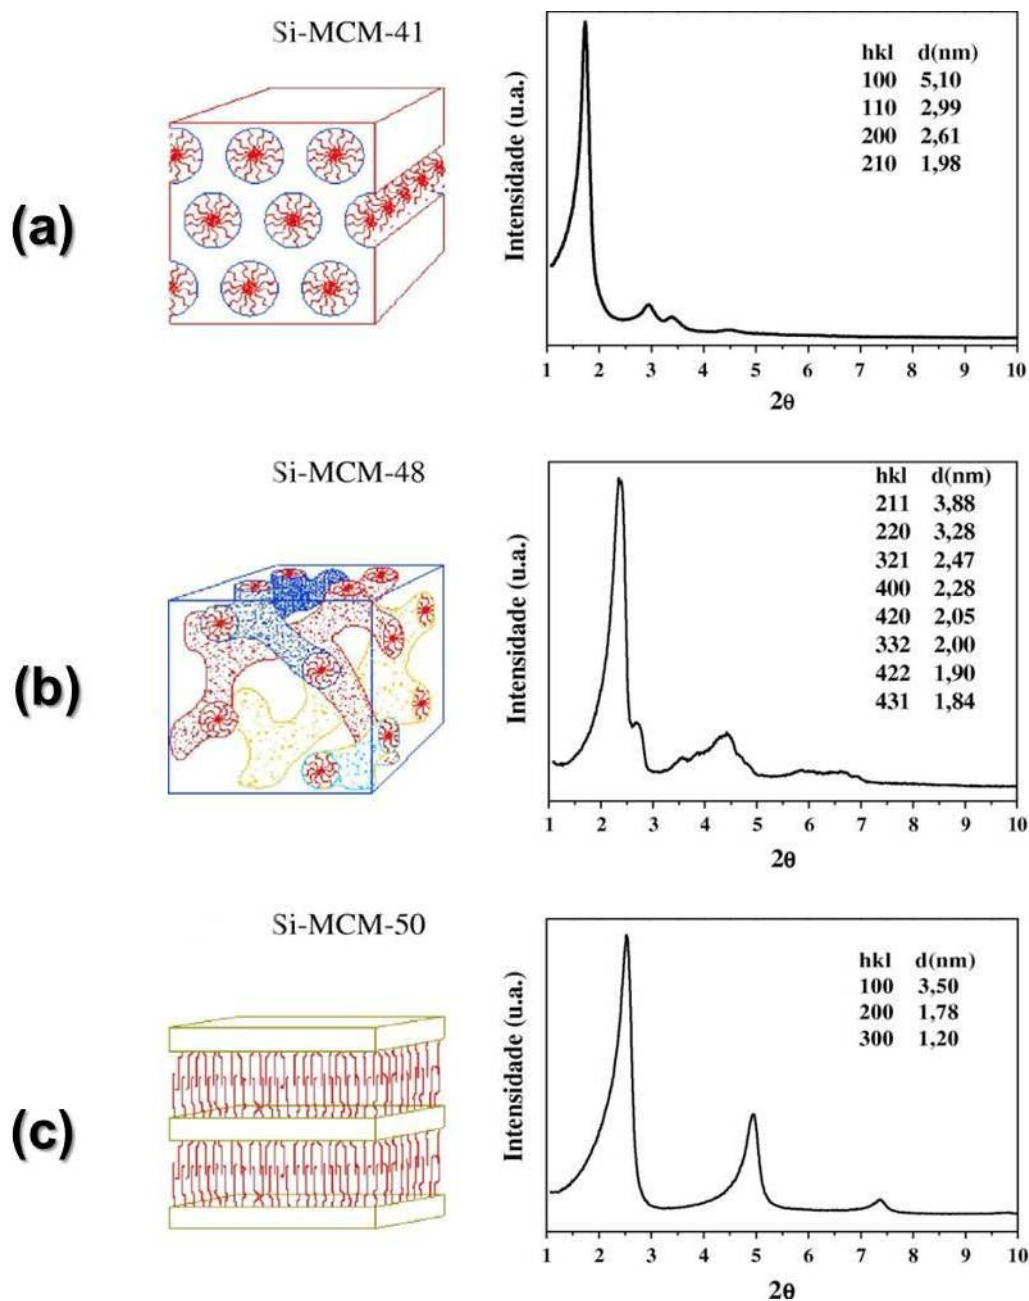 Si-MCM-41
(a)
Intensidade (u.a.)
hkl d(nm)
100 5,10
110 2,99
200 2,61
210 1,98
1 2 3 4 5 6 7 8 9 10
2θ
Si-MCM-48
(b)
Intensidade (u.a.)
hkl d(nm)
211 3,88
220 3,28
321 2,47
400 2,28
420 2,05
332 2,00
422 1,90
431 1,84
1 2 3 4 5 6 7 8 9 10
2θ
Si-MCM-50
(c)
Intensidade (u.a.)
hkl d(nm)
100 3,50
200 1,78
300 1,20
1 2 3 4 5 6 7 8 9 10
2θ